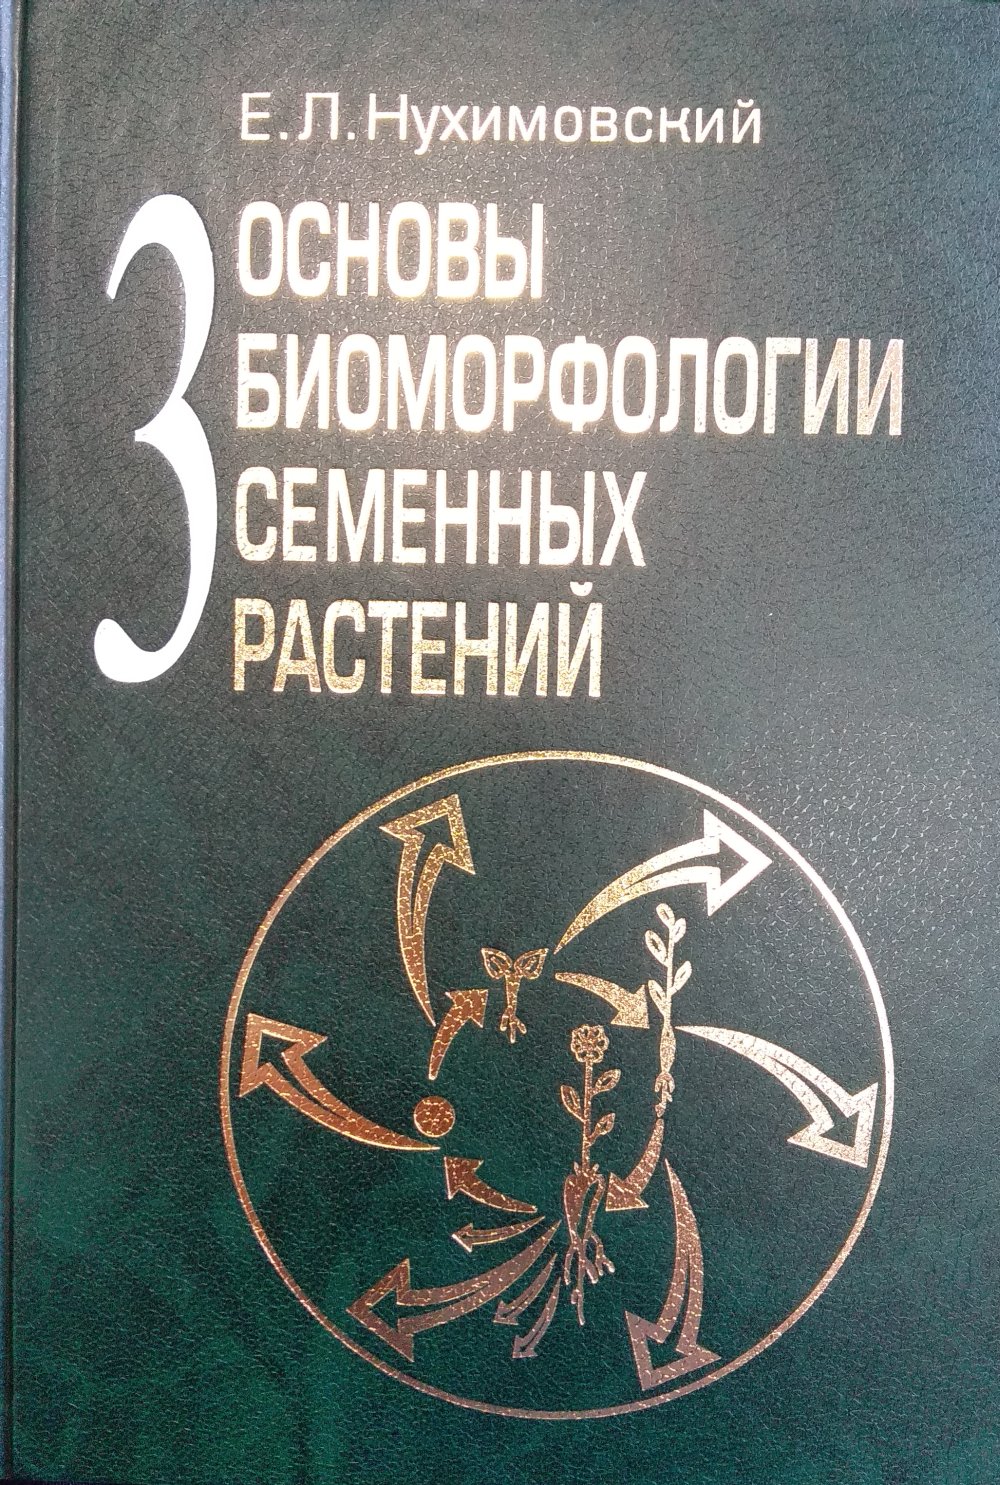 Е.Л.Нухимовский
3
ОСНОВЫ
БИОМОРФОЛОГИИ
СЕМЕННЫХ
РАСТЕНИЙ